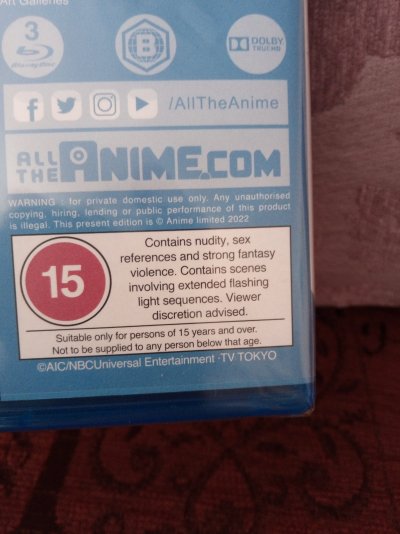 Art Galleries
3
Blu-ray Disc
B
DOLBY
TRUEHD
/AllTheAnime
ALL THE ANIME.COM
WARNING : for private domestic use only. Any unauthorised
copying, hiring, lending or public performance of this product
is illegal. This present edition is © Anime limited 2022
15
Contains nudity, sex
references and strong fantasy
violence. Contains scenes
involving extended flashing
light sequences. Viewer
discretion advised.
Suitable only for persons of 15 years and over.
Not to be supplied to any person below that age.
©AIC/NBCUniversal Entertainment ·TV TOKYO